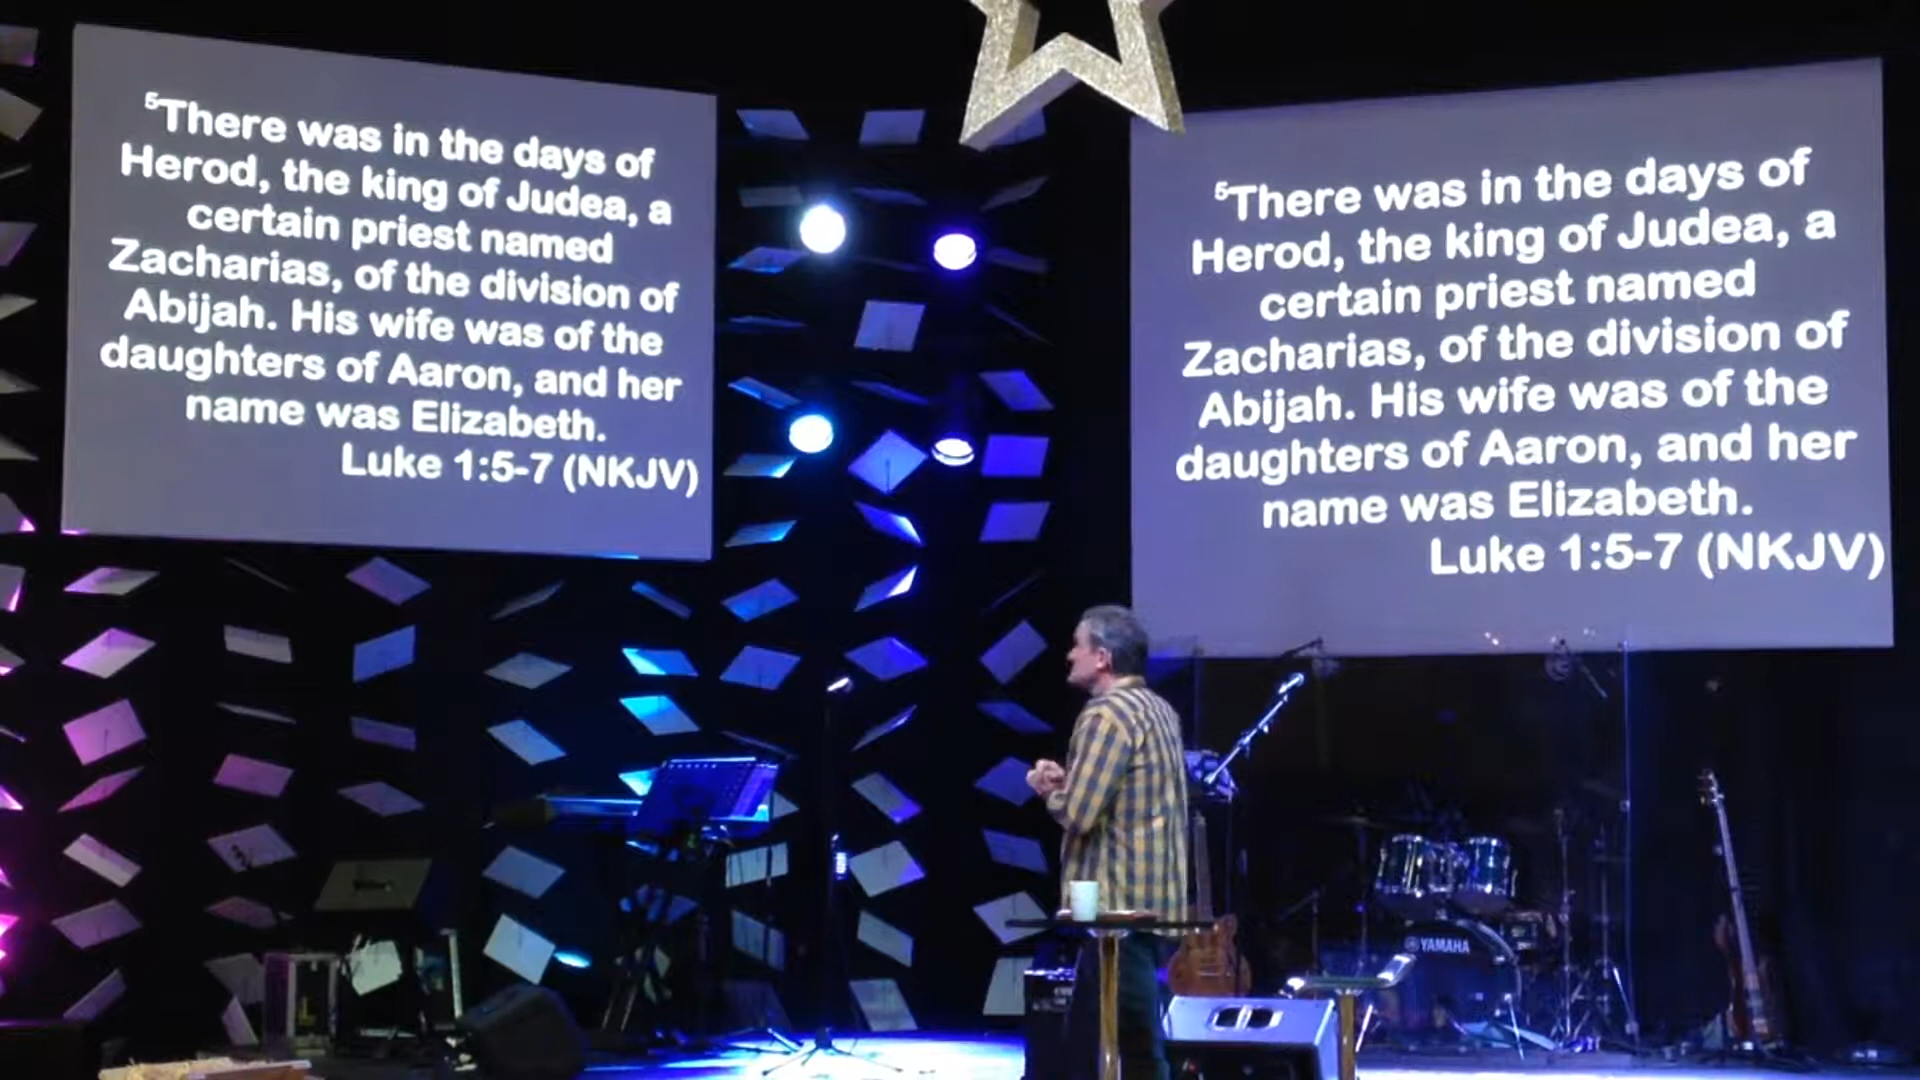 ⁵There was in the days of
Herod, the king of Judea, a
certain priest named
Zacharias, of the division of
Abijah. His wife was of the
daughters of Aaron, and her
name was Elizabeth.
Luke 1:5-7 (NKJV)
⁵There was in the days of
Herod, the king of Judea, a
certain priest named
Zacharias, of the division of
Abijah. His wife was of the
daughters of Aaron, and her
name was Elizabeth.
Luke 1:5-7 (NKJV)
YAMAHA